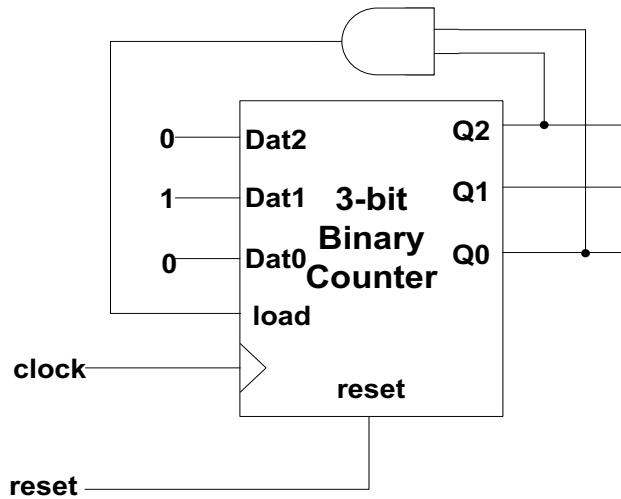 0
Dat2
Q2
1
Dat1
3-bit
Binary
Counter
Q1
0
Dat0
Q0
load
clock
reset
reset